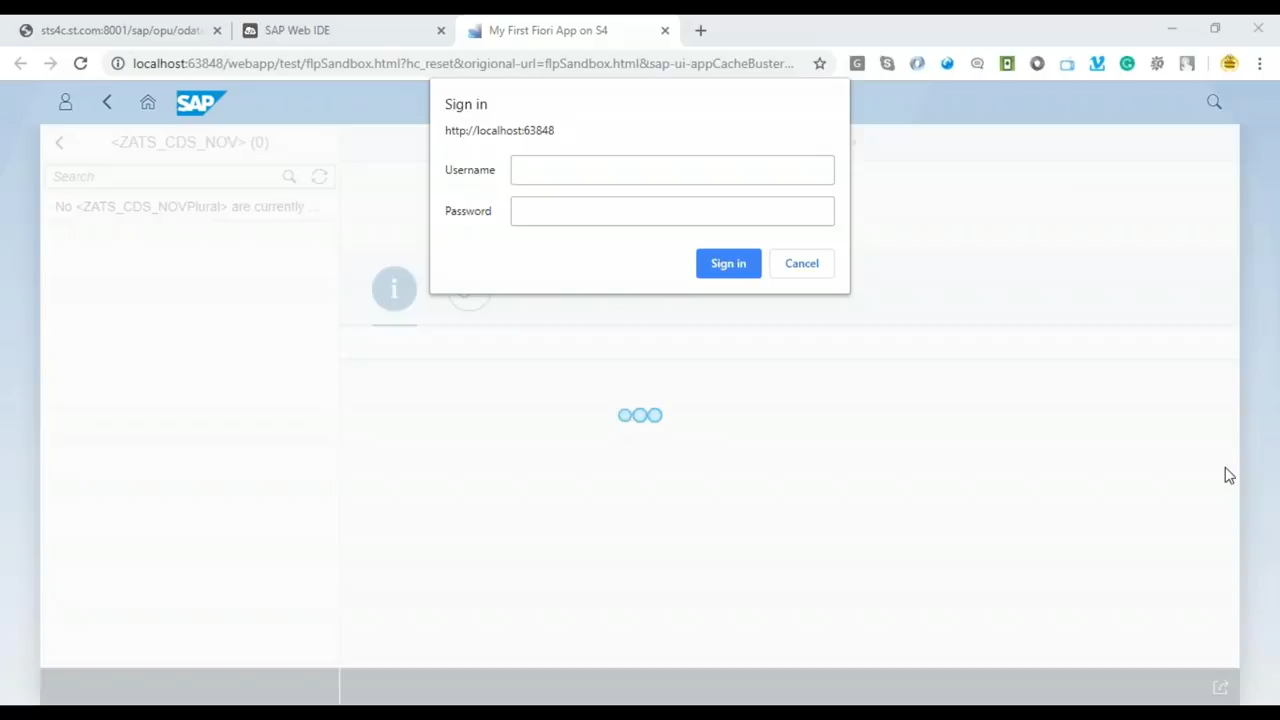 sts4c.st.com:8001/sap/opu/odat
SAP Web IDE
My First Fiori App on S4
localhost:63848/webapp/test/flpSandbox.html?hc_reset&origional-url=flpSandbox.html&sap-ui-appCacheBuster...
SAP
Sign in
http://localhost:63848
Username
Password
Sign in
Cancel
<ZATS_CDS_NOV> (0)
Search
No <ZATS_CDS_NOVPlural> are currently ...